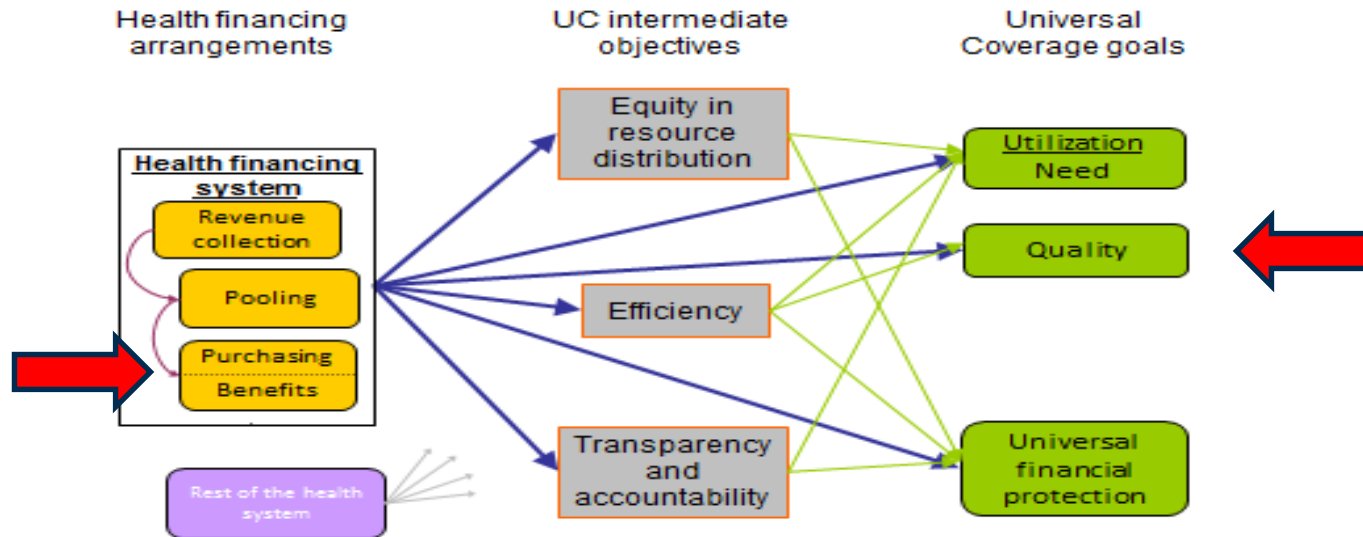 Health financing
arrangements
UC intermediate
objectives
Universal
Coverage goals
Health financing
system
Revenue
collection
Pooling
Purchasing
Benefits
Rest of the health
system
Equity in
resource
distribution
Efficiency
Transparency
and
accountability
Utilization
Need
Quality
Universal
financial
protection